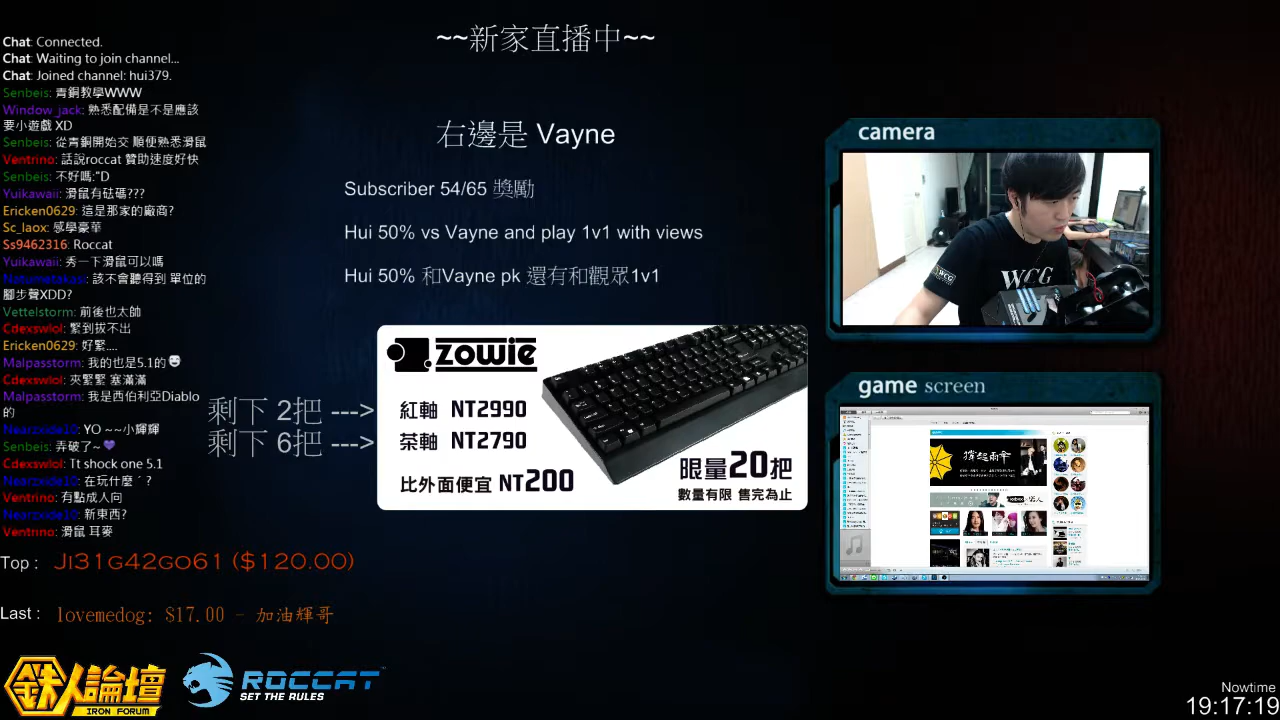 ~~新家直播中~~
Chat: Connected.
Chat: Waiting to join channel...
Chat: Joined channel: hui379.
Senbeis: 青銅教學WWW
Window_jack: 熟悉配備是不是應該
要小遊戲 XD
Senbeis: 從青銅開始交 順便熟悉滑鼠
Ventrino: 話說roccat 贊助速度好快
Senbeis: 不好嗎:"D
Yuikawaii: 滑鼠有砝碼???
Ericken0629: 這是那家的廠商?
Sc_laox: 感學豪華
Ss9462316: Roccat
Yuikawaii: 秀一下滑鼠可以嗎
Natumetakasi: 該不會聽得到 單位的
腳步聲XDD?
Vettelstorm: 前後也太帥
Cdexswlol: 緊到拔不出
Ericken0629: 好緊....
Malpasstorm: 我的也是5.1的
Cdexswlol: 夾緊緊 塞滿滿
Malpasstorm: 我是西伯利亞Diablo
的
Nearzxide10: YO ~~小輝輝
Senbeis: 弄破了~
Cdexswlol: Tt shock one 5.1
Nearzxide10: 在玩什麼ˊ?
Ventrino: 有點成人向
Nearzxide10: 新東西?
Ventrino: 滑鼠 耳麥
右邊是 Vayne
Subscriber 54/65 獎勵
Hui 50% vs Vayne and play 1v1 with views
Hui 50% 和Vayne pk 還有和觀眾1v1
剩下 2把 --->
剩下 6把 --->
zowie
紅軸 NT2990
茶軸 NT2790
比外面便宜 NT200
限量20把
數量有限 售完為止
camera
WCG
WCG
game screen
Top : Ji31g42go61 ($12000)
Last : lovemedog: $17.00 - 加油輝哥
鉄人論壇
IRON FORUM
ROCCAT
SET THE RULES
Nowtime
19:17:19